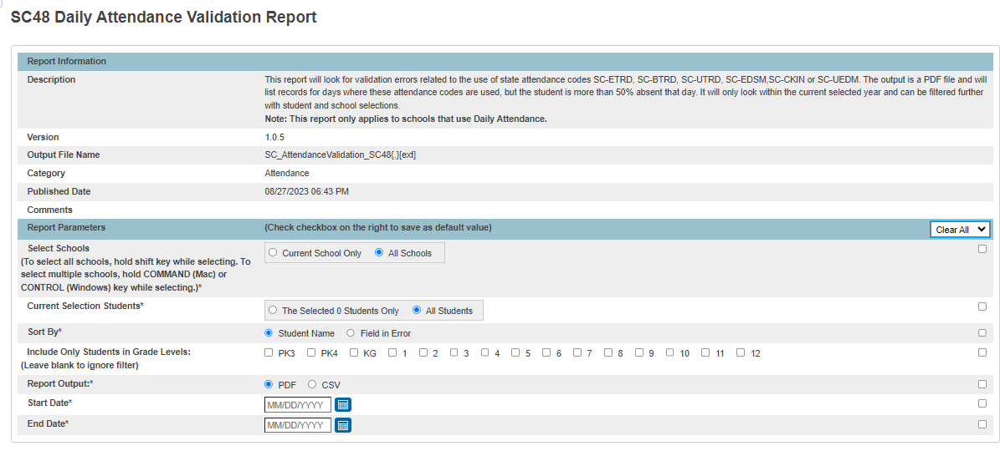 SC48 Daily Attendance Validation Report
Report Information
Description
This report will look for validation errors related to the use of state attendance codes SC-ETRD, SC-BTRD, SC-UTRD, SC-EDSM,SC-CKIN or SC-UEDM. The output is a PDF file and will
list records for days where these attendance codes are used, but the student is more than 50% absent that day. It will only look within the current selected year and can be filtered further
with student and school selections.
Note: This report only applies to schools that use Daily Attendance.
Version 1.0.5
Output File Name SC_AttendanceValidation_SC48{.}[ext]
Category Attendance
Published Date 08/27/2023 06:43 PM
Comments
Report Parameters (Check checkbox on the right to save as default value) Clear All
Select Schools
(To select all schools, hold shift key while selecting. To
select multiple schools, hold COMMAND (Mac) or
CONTROL (Windows) key while selecting.)*
Current School Only All Schools
Current Selection Students* The Selected 0 Students Only All Students
Sort By* Student Name Field in Error
Include Only Students in Grade Levels:
(Leave blank to ignore filter)
PK3 PK4 KG 1 2 3 4 5 6 7 8 9 10 11 12
Report Output:* PDF CSV
Start Date* MM/DD/YYYY
End Date* MM/DD/YYYY